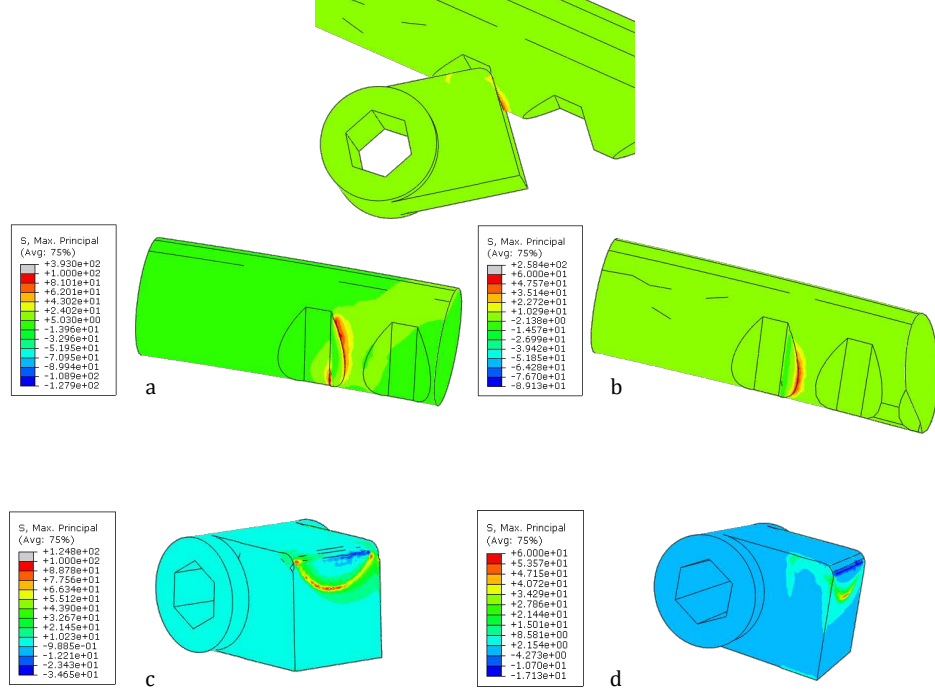 S, Max. Principal
(Avg: 75%)
+3.930e+02
+1.000e+02
+8.101e+01
+6.201e+01
+4.302e+01
+2.402e+01
+5.030e+00
-1.396e+01
-3.296e+01
-5.195e+01
-7.095e+01
-8.994e+01
-1.089e+02
-1.279e+02
a
S, Max. Principal
(Avg: 75%)
+2.584e+02
+6.000e+01
+4.757e+01
+3.514e+01
+2.272e+01
+1.029e+01
-2.138e+00
-1.457e+01
-2.699e+01
-3.942e+01
-5.185e+01
-6.428e+01
-7.670e+01
-8.913e+01
b
S, Max. Principal
(Avg: 75%)
+1.248e+02
+1.000e+02
+8.878e+01
+7.756e+01
+6.634e+01
+5.512e+01
+4.390e+01
+3.267e+01
+2.145e+01
+1.023e+01
-9.885e-01
-1.221e+01
-2.343e+01
-3.465e+01
c
S, Max. Principal
(Avg: 75%)
+6.000e+01
+5.357e+01
+4.715e+01
+4.072e+01
+3.429e+01
+2.786e+01
+2.144e+01
+1.501e+01
+8.581e+00
+2.154e+00
-4.273e+00
-1.070e+01
-1.713e+01
d